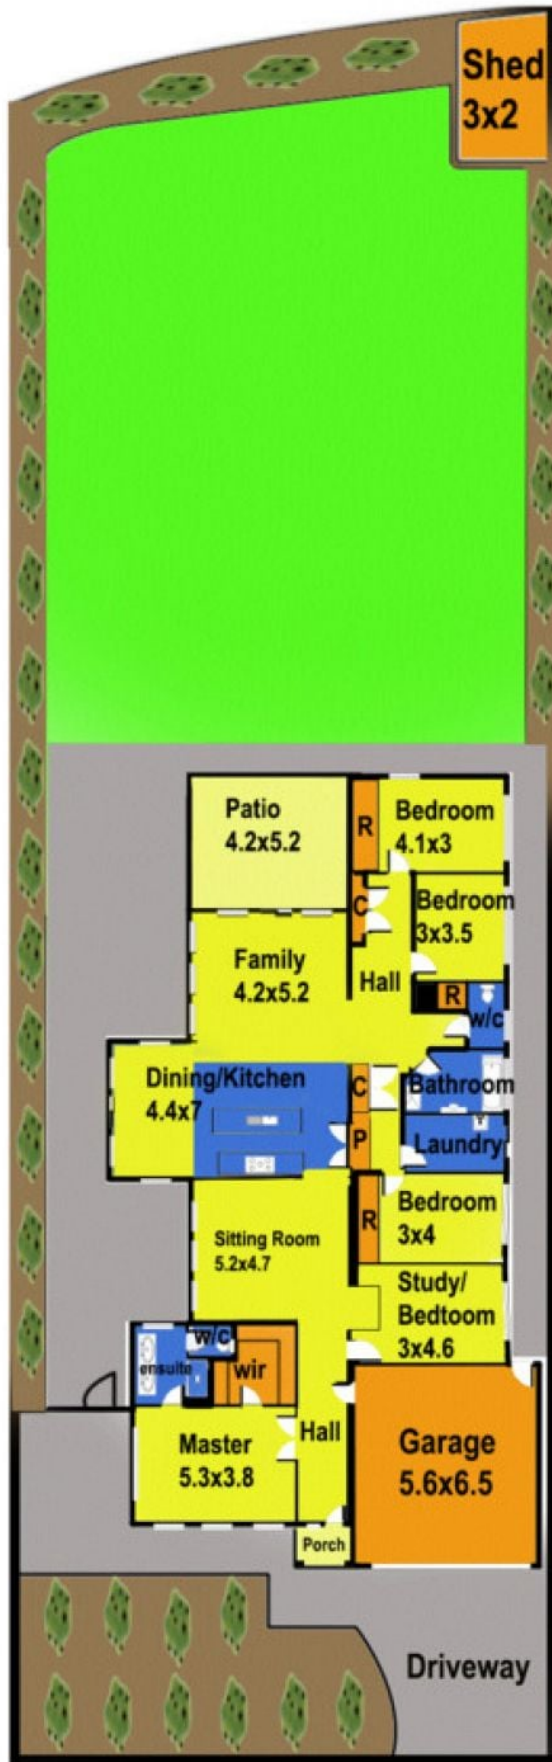 Shed
3x2
Patio
4.2x5.2
R
Bedroom
4.1x3
C
Bedroom
3x3.5
Family
4.2x5.2
Hall
R
w/c
Dining/Kitchen
4.4x7
C
Bathroom
P
Laundry
Sitting Room
5.2x4.7
R
Bedroom
3x4
Study/
Bedtoom
3x4.6
w/c
ensuite
wir
Master
5.3x3.8
Hall
Garage
5.6x6.5
Porch
Driveway